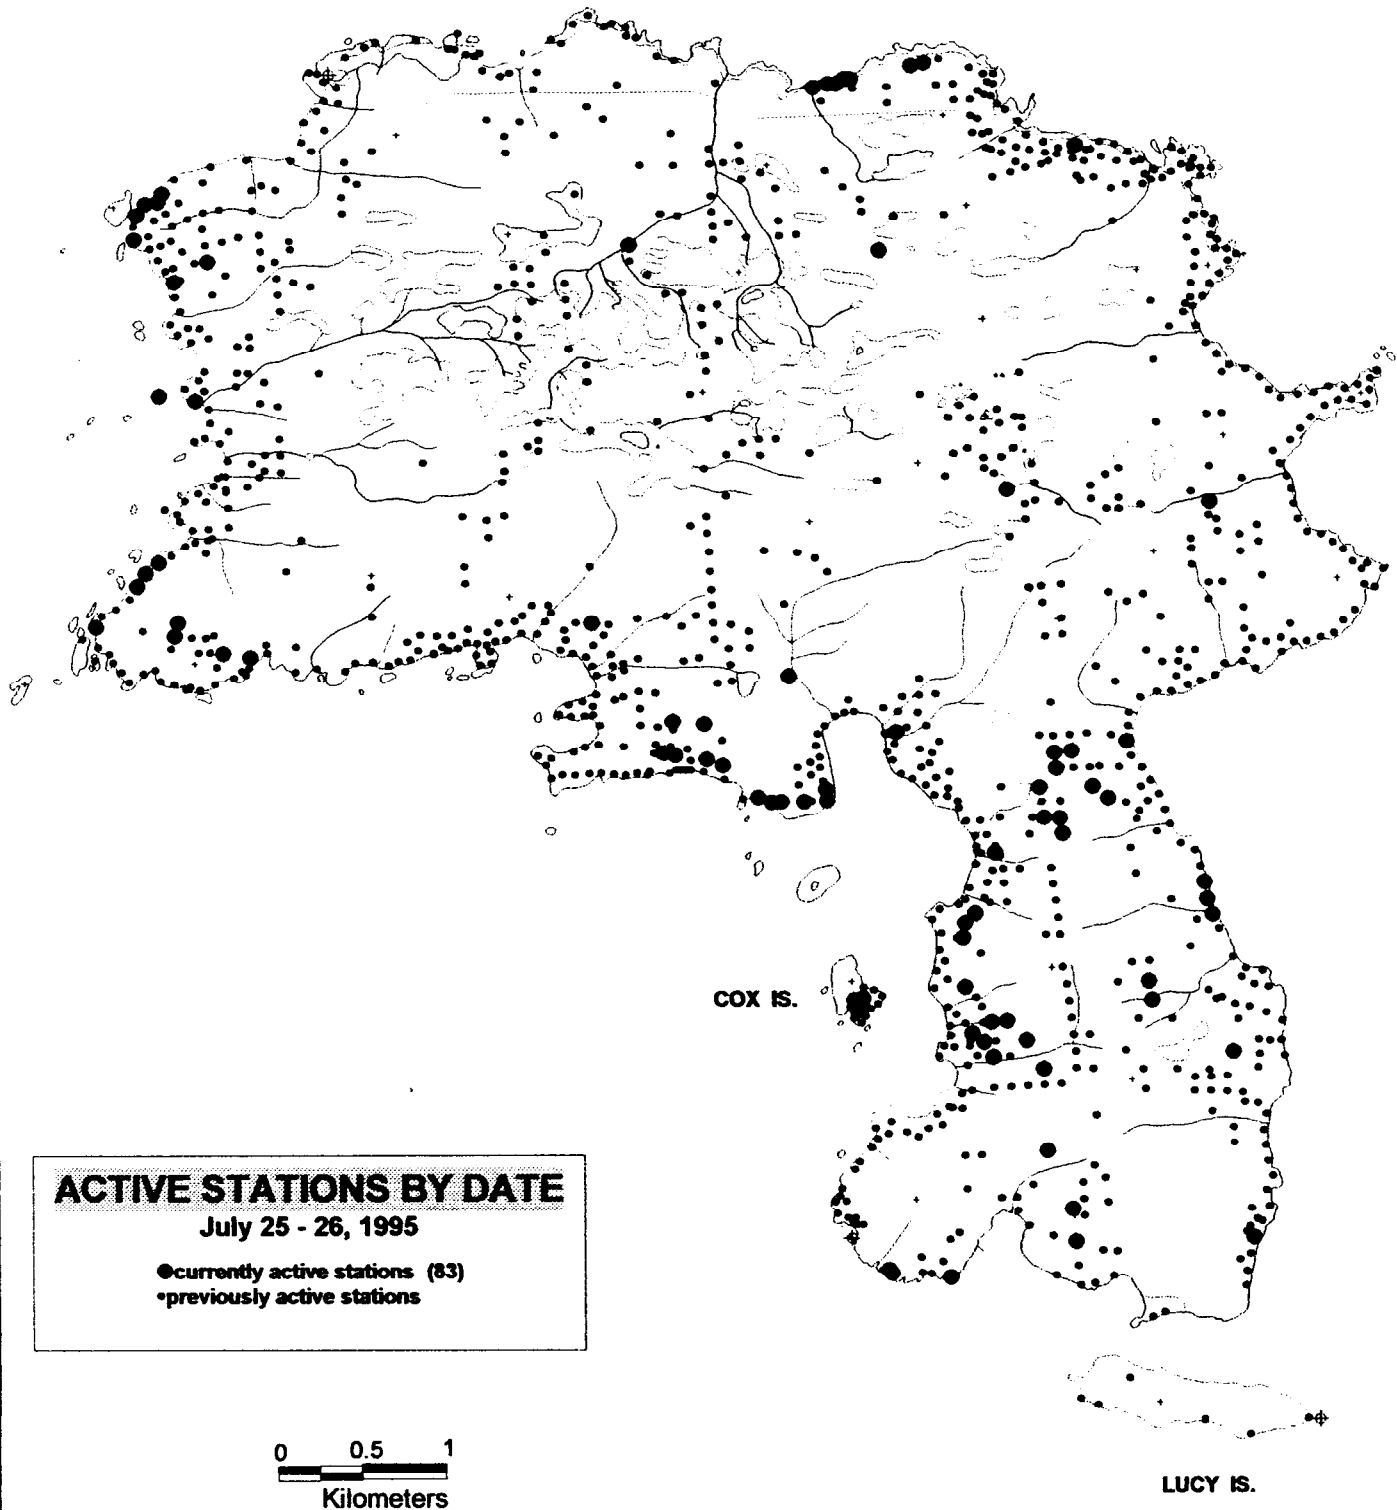 COX IS.
ACTIVE STATIONS BY DATE
July 25 - 26, 1995
●currently active stations (83)
•previously active stations
0 0.5 1
Kilometers
LUCY IS.